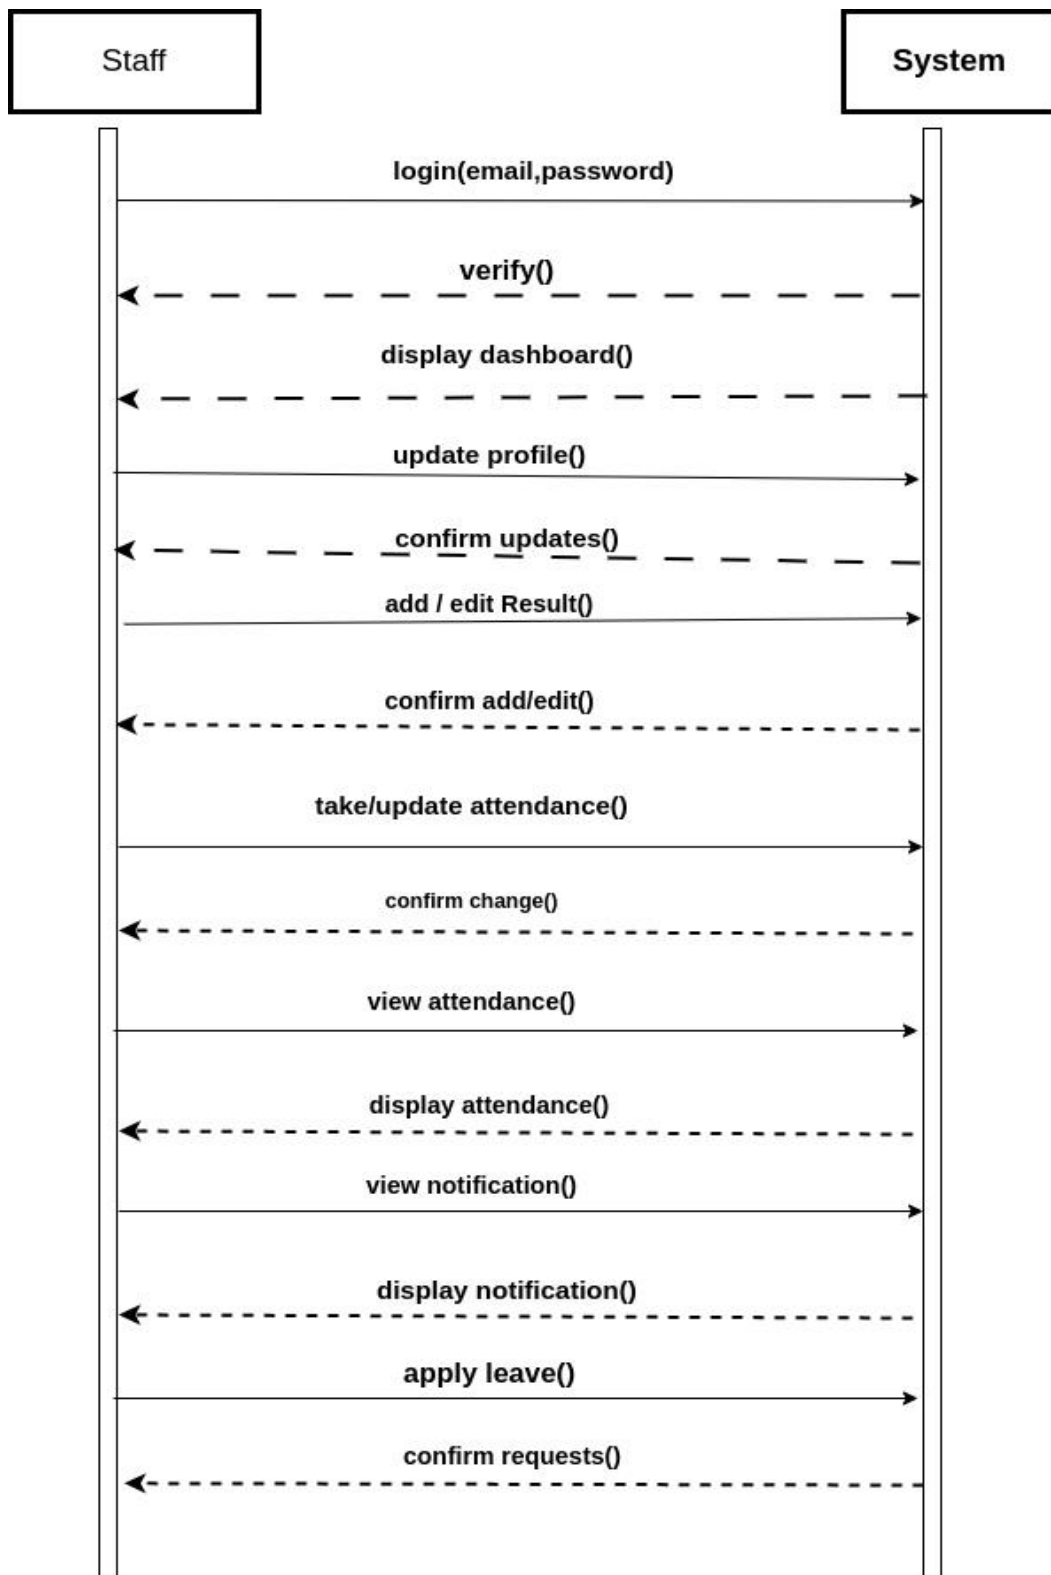 Staff
System
login(email,password)
verify()
display dashboard()
update profile()
confirm updates()
add / edit Result()
confirm add/edit()
take/update attendance()
confirm change()
view attendance()
display attendance()
view notification()
display notification()
apply leave()
confirm requests()